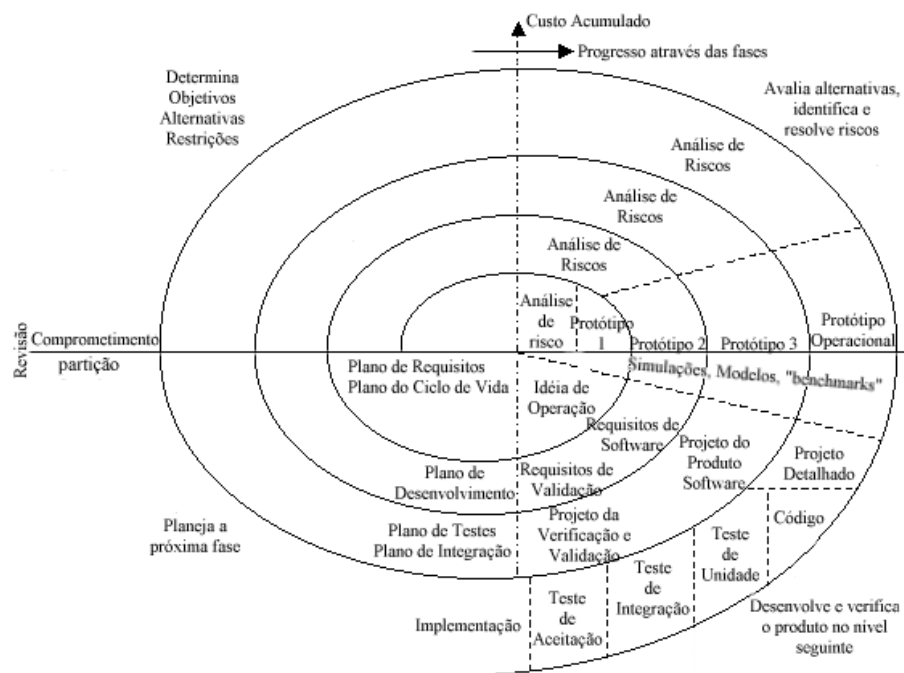 Custo Acumulado
Progresso através das fases
Determina
Objetivos
Alternativas
Restrições
Avalia alternativas,
identifica e
resolve riscos
Análise de
Riscos
Análise de
Riscos
Análise de
Riscos
Análise
de
risco
Protótipo
1
Protótipo 2
Protótipo 3
Protótipo
Operacional
Revisão
Comprometimento
partição
Simulações, Modelos, "benchmarks"
Plano de Requisitos
Plano do Ciclo de Vida
Idéia de
Operação
Requisitos de
Software
Projeto do
Produto
Software
Projeto
Detalhado
Plano de
Desenvolvimento
Requisitos de
Validação
Código
Planeja a
próxima fase
Plano de Testes
Plano de Integração
Projeto da
Verificação e
Validação
Teste
de
Unidade
Teste
de
Integração
Teste
de
Aceitação
Implementação
Desenvolve e verifica
o produto no nível
seguinte